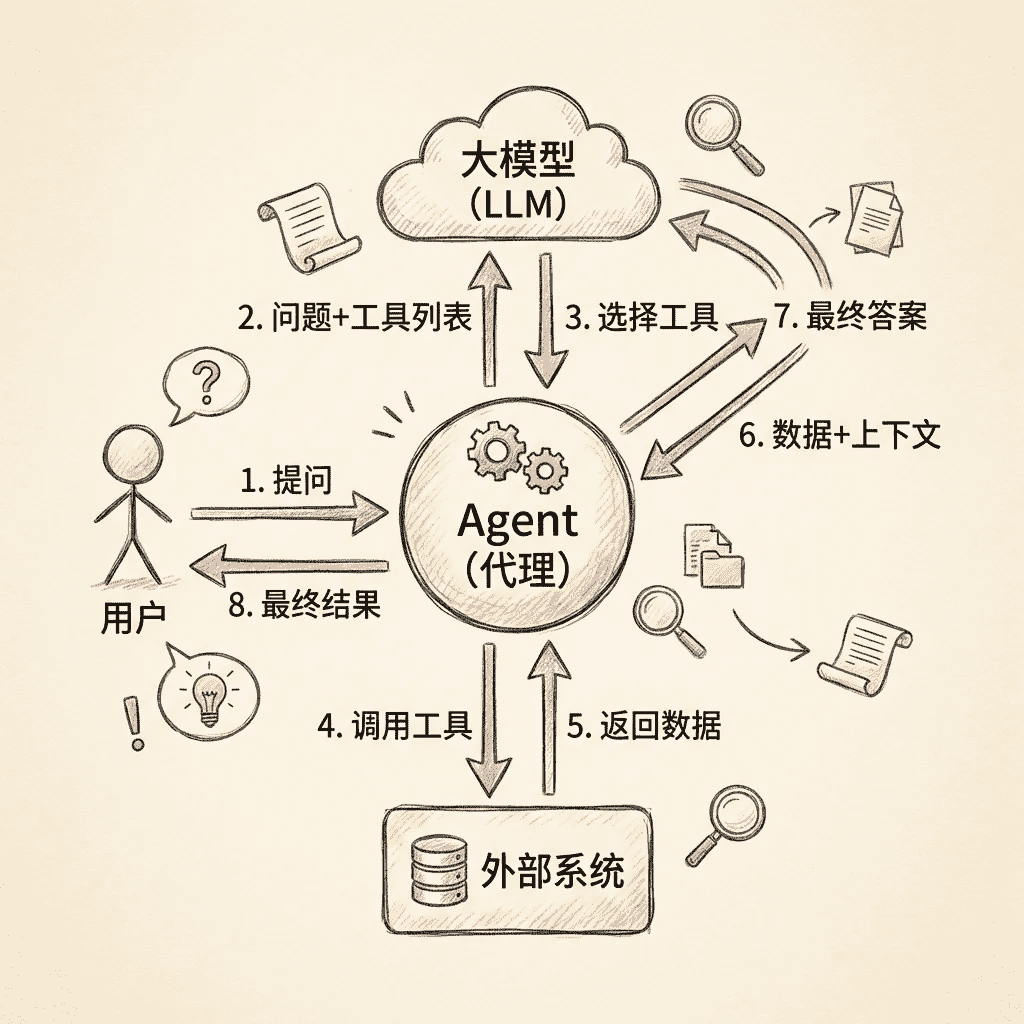 大模型
（LLM）
2. 问题+工具列表
3. 选择工具
7. 最终答案
?
6. 数据+上下文
1. 提问
Agent
（代理）
8. 最终结果
用户
!
4. 调用工具
5. 返回数据
外部系统